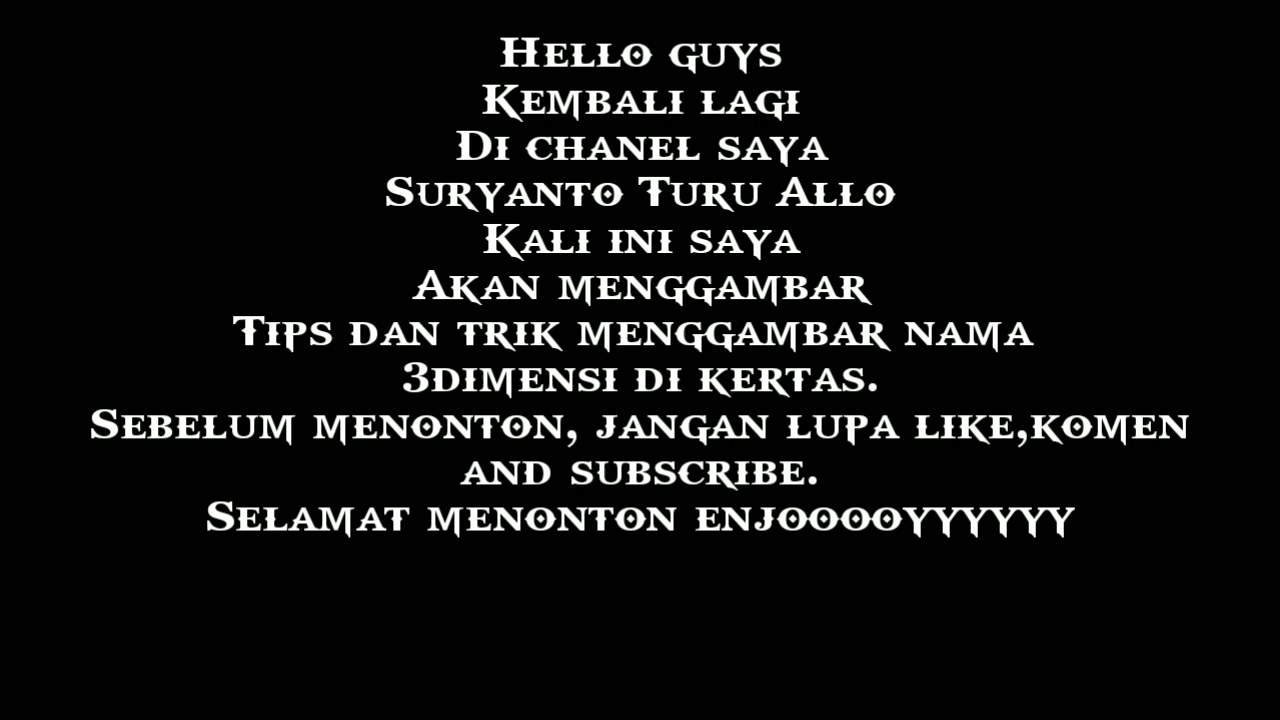 Hello guys
Kembali lagi
Di chanel saya
Suryanto Turu Allo
Kali ini saya
Akan menggambar
Tips dan trik menggambar nama
3dimensi di kertas.
Sebelum menonton, jangan lupa like,komen
and subscribe.
Selamat menonton enjooooyyyyyy